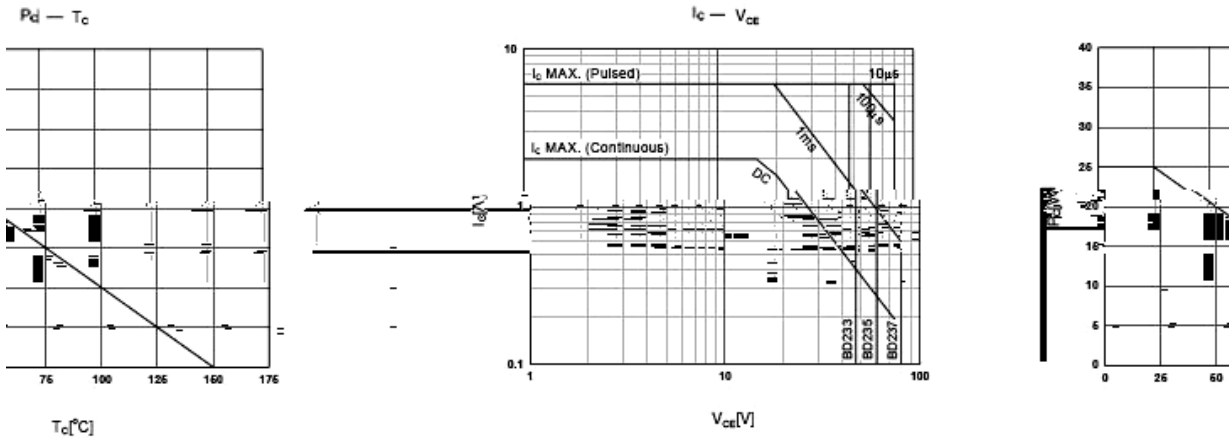 Pd — TC
IC — VCE
10
IC MAX. (Pulsed)
10µs
100µs
1ms
IC MAX. (Continuous)
DC
1
IC[A]
0.1
BD233
BD235
BD237
1
10
100
VCE[V]
75
100
125
150
175
TC[°C]
40
35
30
25
20
15
10
5
0
0
25
50